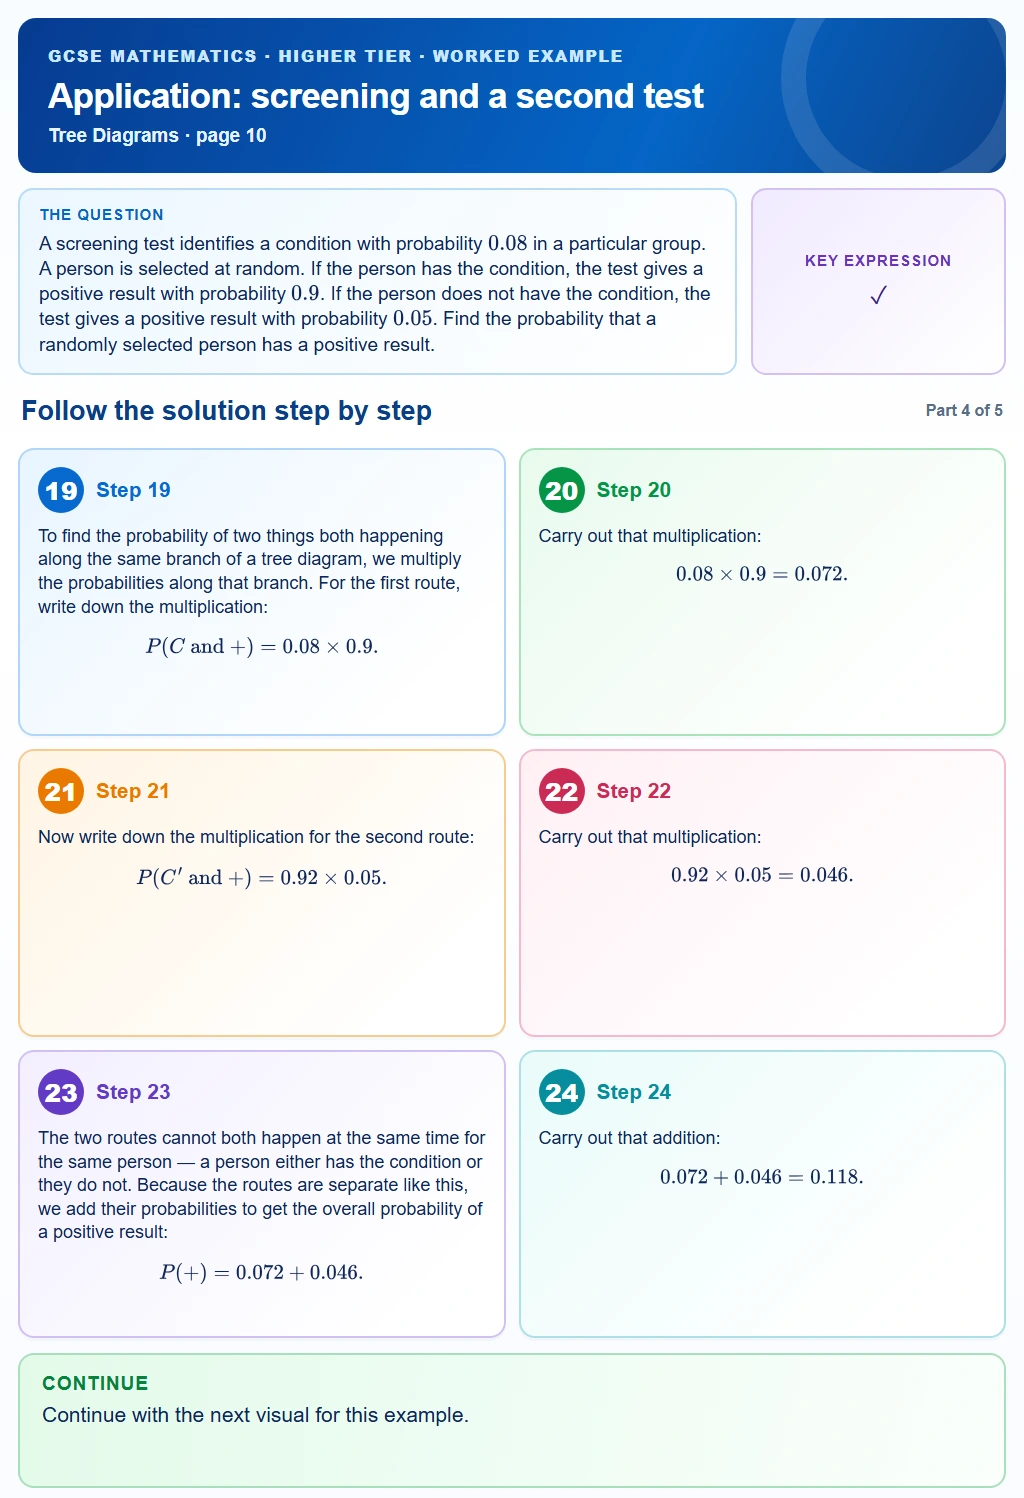 GCSE MATHEMATICS · HIGHER TIER · WORKED EXAMPLE
Application: screening and a second test
Tree Diagrams · page 10
THE QUESTION
A screening test identifies a condition with probability 0.08 in a particular group.
A person is selected at random. If the person has the condition, the test gives a
positive result with probability 0.9. If the person does not have the condition, the
test gives a positive result with probability 0.05. Find the probability that a
randomly selected person has a positive result.
KEY EXPRESSION
✓
Follow the solution step by step
Part 4 of 5
19 Step 19
To find the probability of two things both happening
along the same branch of a tree diagram, we multiply
the probabilities along that branch. For the first route,
write down the multiplication:
P(C and +) = 0.08 × 0.9.
20 Step 20
Carry out that multiplication:
0.08 × 0.9 = 0.072.
21 Step 21
Now write down the multiplication for the second route:
P(C′ and +) = 0.92 × 0.05.
22 Step 22
Carry out that multiplication:
0.92 × 0.05 = 0.046.
23 Step 23
The two routes cannot both happen at the same time for
the same person — a person either has the condition or
they do not. Because the routes are separate like this,
we add their probabilities to get the overall probability of
a positive result:
P(+) = 0.072 + 0.046.
24 Step 24
Carry out that addition:
0.072 + 0.046 = 0.118.
CONTINUE
Continue with the next visual for this example.